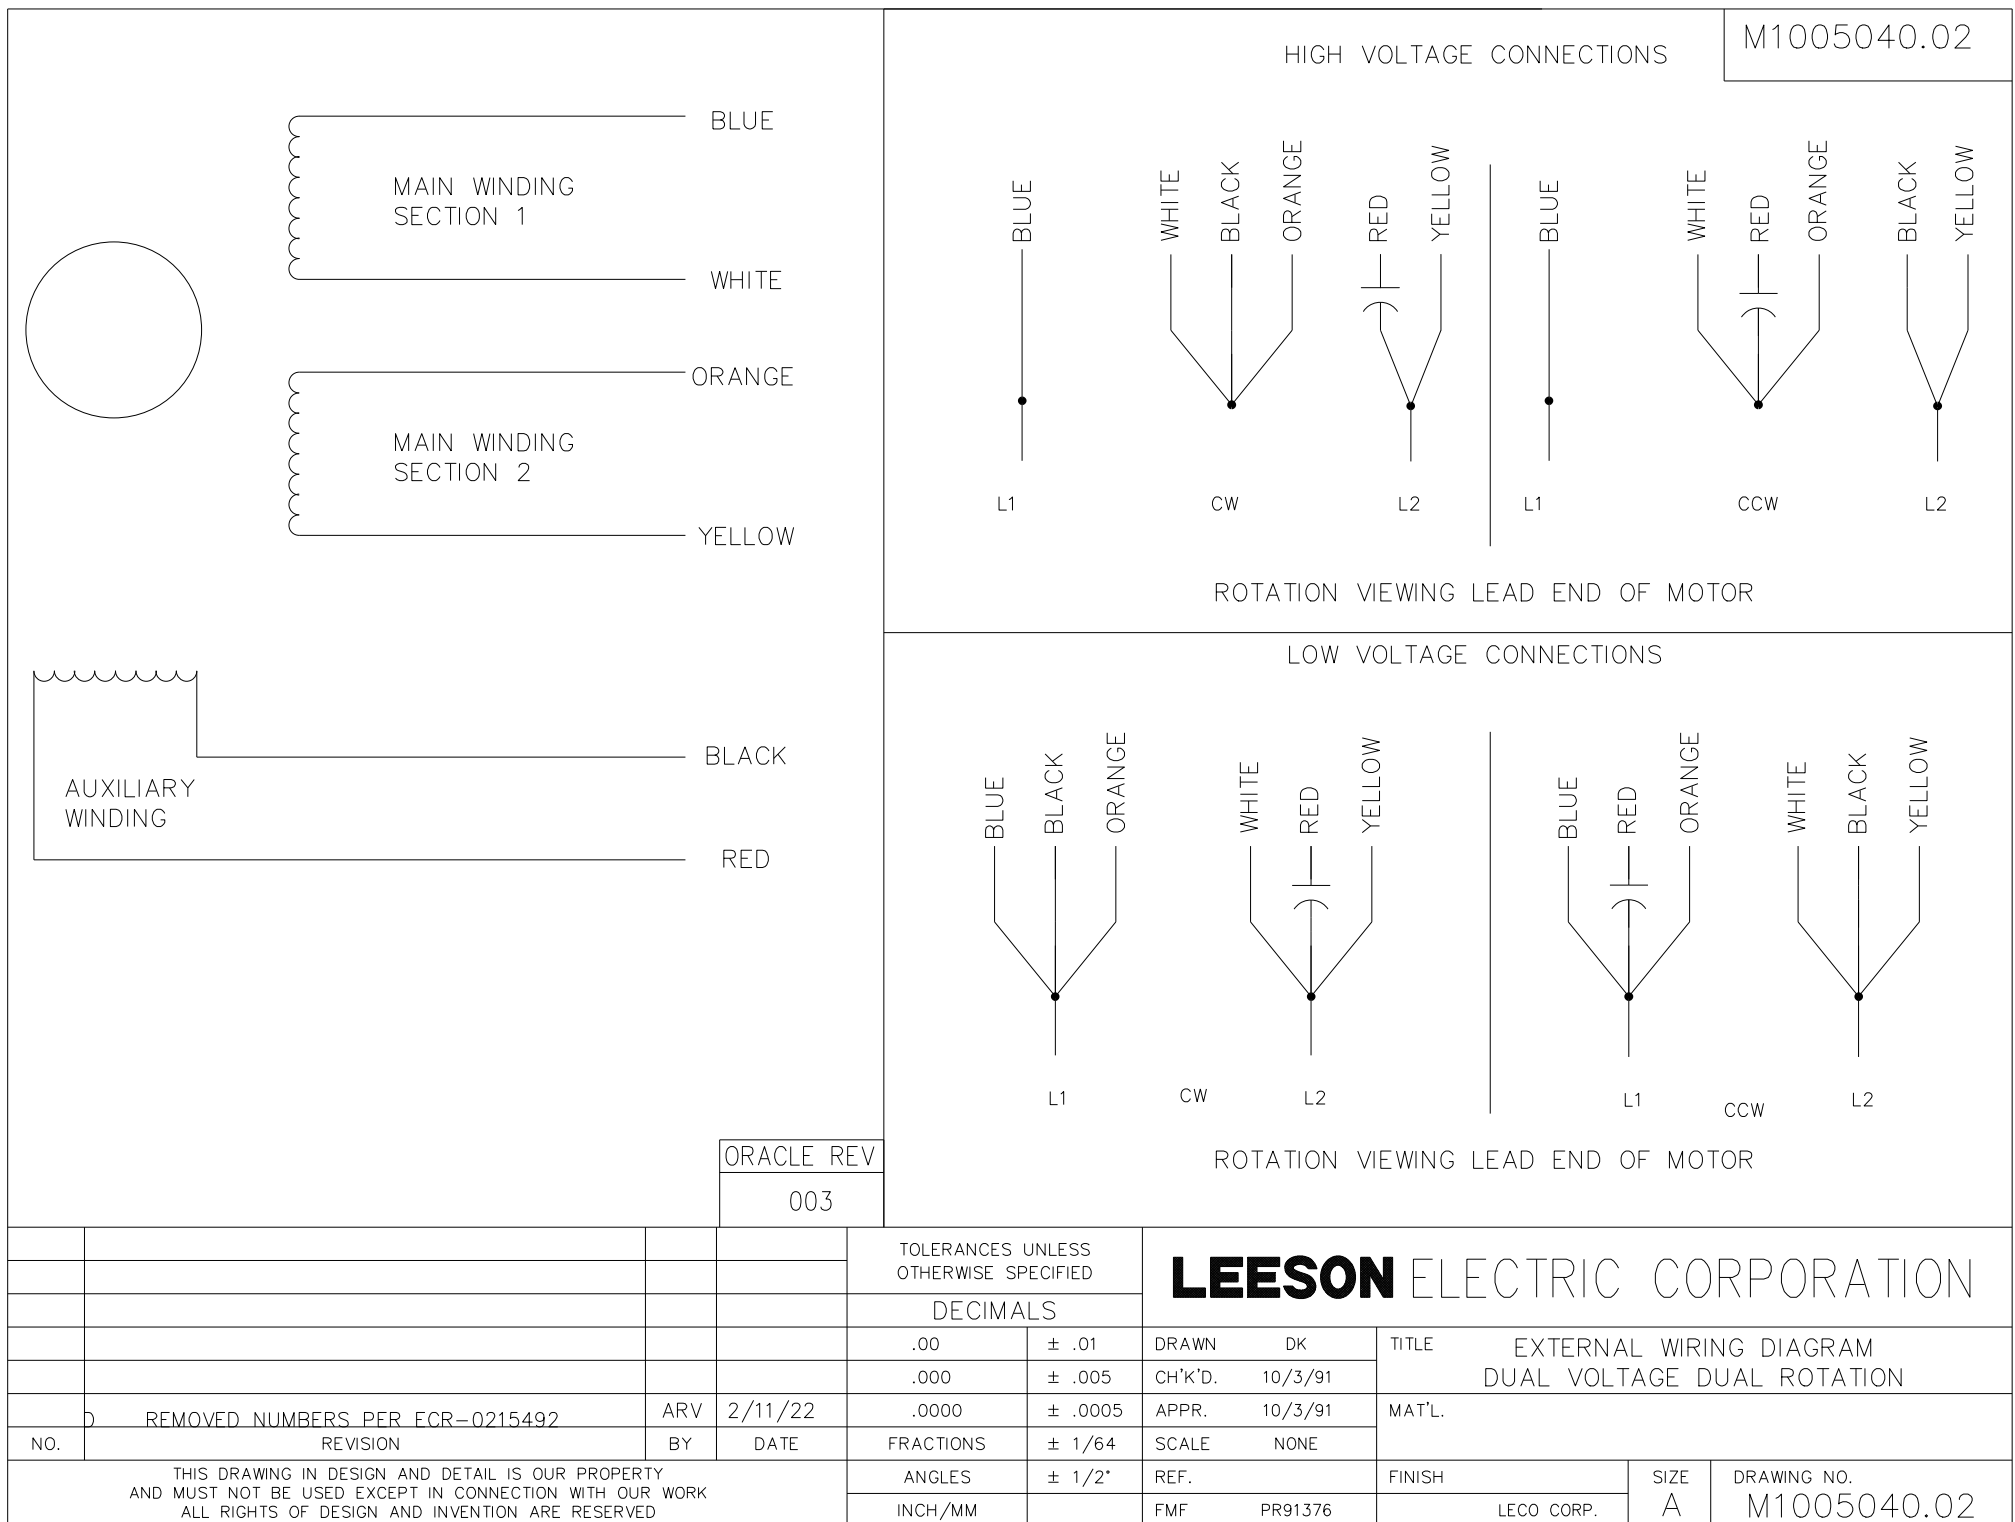 M1005040.02
BLUE
MAIN WINDING
SECTION 1
WHITE
ORANGE
MAIN WINDING
SECTION 2
YELLOW
BLACK
AUXILIARY
WINDING
RED
HIGH VOLTAGE CONNECTIONS
BLUE
WHITE
BLACK
ORANGE
RED
YELLOW
BLUE
WHITE
RED
ORANGE
BLACK
YELLOW
L1
CW
L2
L1
CCW
L2
ROTATION VIEWING LEAD END OF MOTOR
LOW VOLTAGE CONNECTIONS
BLUE
BLACK
ORANGE
WHITE
RED
YELLOW
BLUE
RED
ORANGE
WHITE
BLACK
YELLOW
L1
CW
L2
L1
CCW
L2
ROTATION VIEWING LEAD END OF MOTOR
ORACLE REV
003
REMOVED NUMBERS PER ECR-0215492 ARV 2/11/22
NO. REVISION BY DATE
THIS DRAWING IN DESIGN AND DETAIL IS OUR PROPERTY
AND MUST NOT BE USED EXCEPT IN CONNECTION WITH OUR WORK
ALL RIGHTS OF DESIGN AND INVENTION ARE RESERVED
TOLERANCES UNLESS
OTHERWISE SPECIFIED
DECIMALS
.00 ± .01
.000 ± .005
.0000 ± .0005
FRACTIONS ± 1/64
ANGLES ± 1/2°
INCH/MM
LEESON ELECTRIC CORPORATION
DRAWN DK
CH'K'D. 10/3/91
APPR. 10/3/91
SCALE NONE
REF.
FMF PR91376
TITLE EXTERNAL WIRING DIAGRAM
DUAL VOLTAGE DUAL ROTATION
MAT'L.
FINISH
LECO CORP.
SIZE
A
DRAWING NO.
M1005040.02